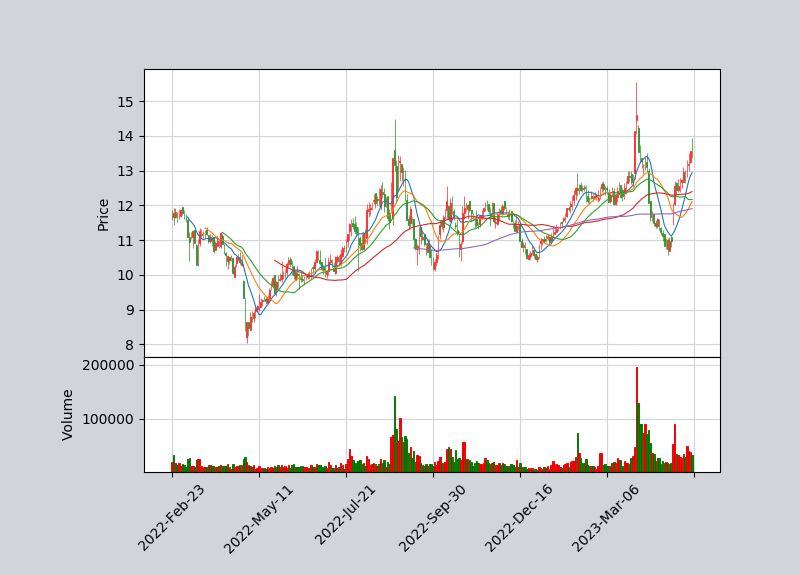 Price
15
14
13
12
11
10
9
8
Volume
200000
100000
2022-Feb-23
2022-May-11
2022-Jul-21
2022-Sep-30
2022-Dec-16
2023-Mar-06